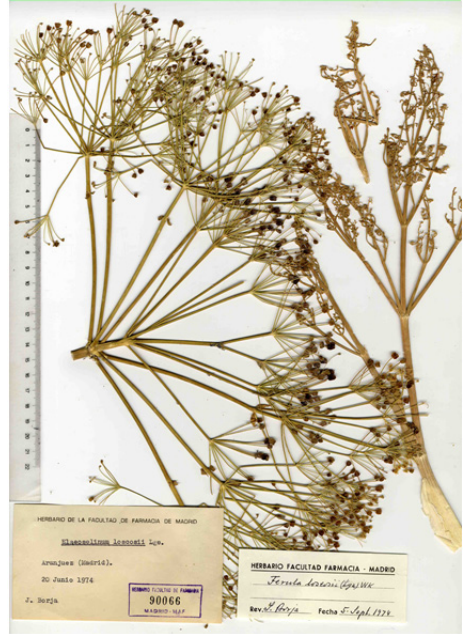 HERBARIO DE LA FACULTAD DE FARMACIA DE MADRID
Elaeoselinum loscosii Lge.
Aranjuez (Madrid).
20 Junio 1974
J. Borja
HERBARIO FACULTAD DE FARMACIA
90066
MADRID - MAF
HERBARIO FACULTAD FARMACIA - MADRID
Ferula loscosii (Lge) WK
Rev. J. Borja Fecha 5-Sept. 1974